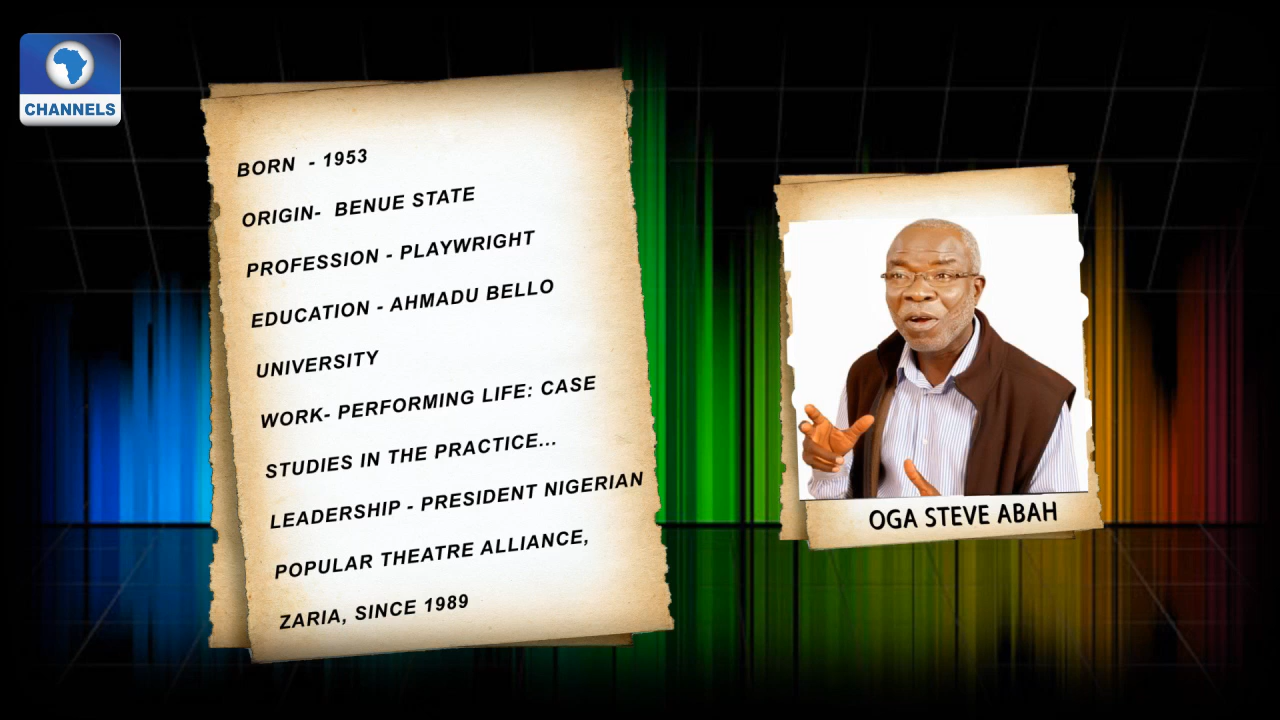 CHANNELS
BORN - 1953
ORIGIN- BENUE STATE
PROFESSION - PLAYWRIGHT
EDUCATION - AHMADU BELLO
UNIVERSITY
WORK- PERFORMING LIFE: CASE
STUDIES IN THE PRACTICE...
LEADERSHIP - PRESIDENT NIGERIAN
POPULAR THEATRE ALLIANCE,
ZARIA, SINCE 1989
OGA STEVE ABAH